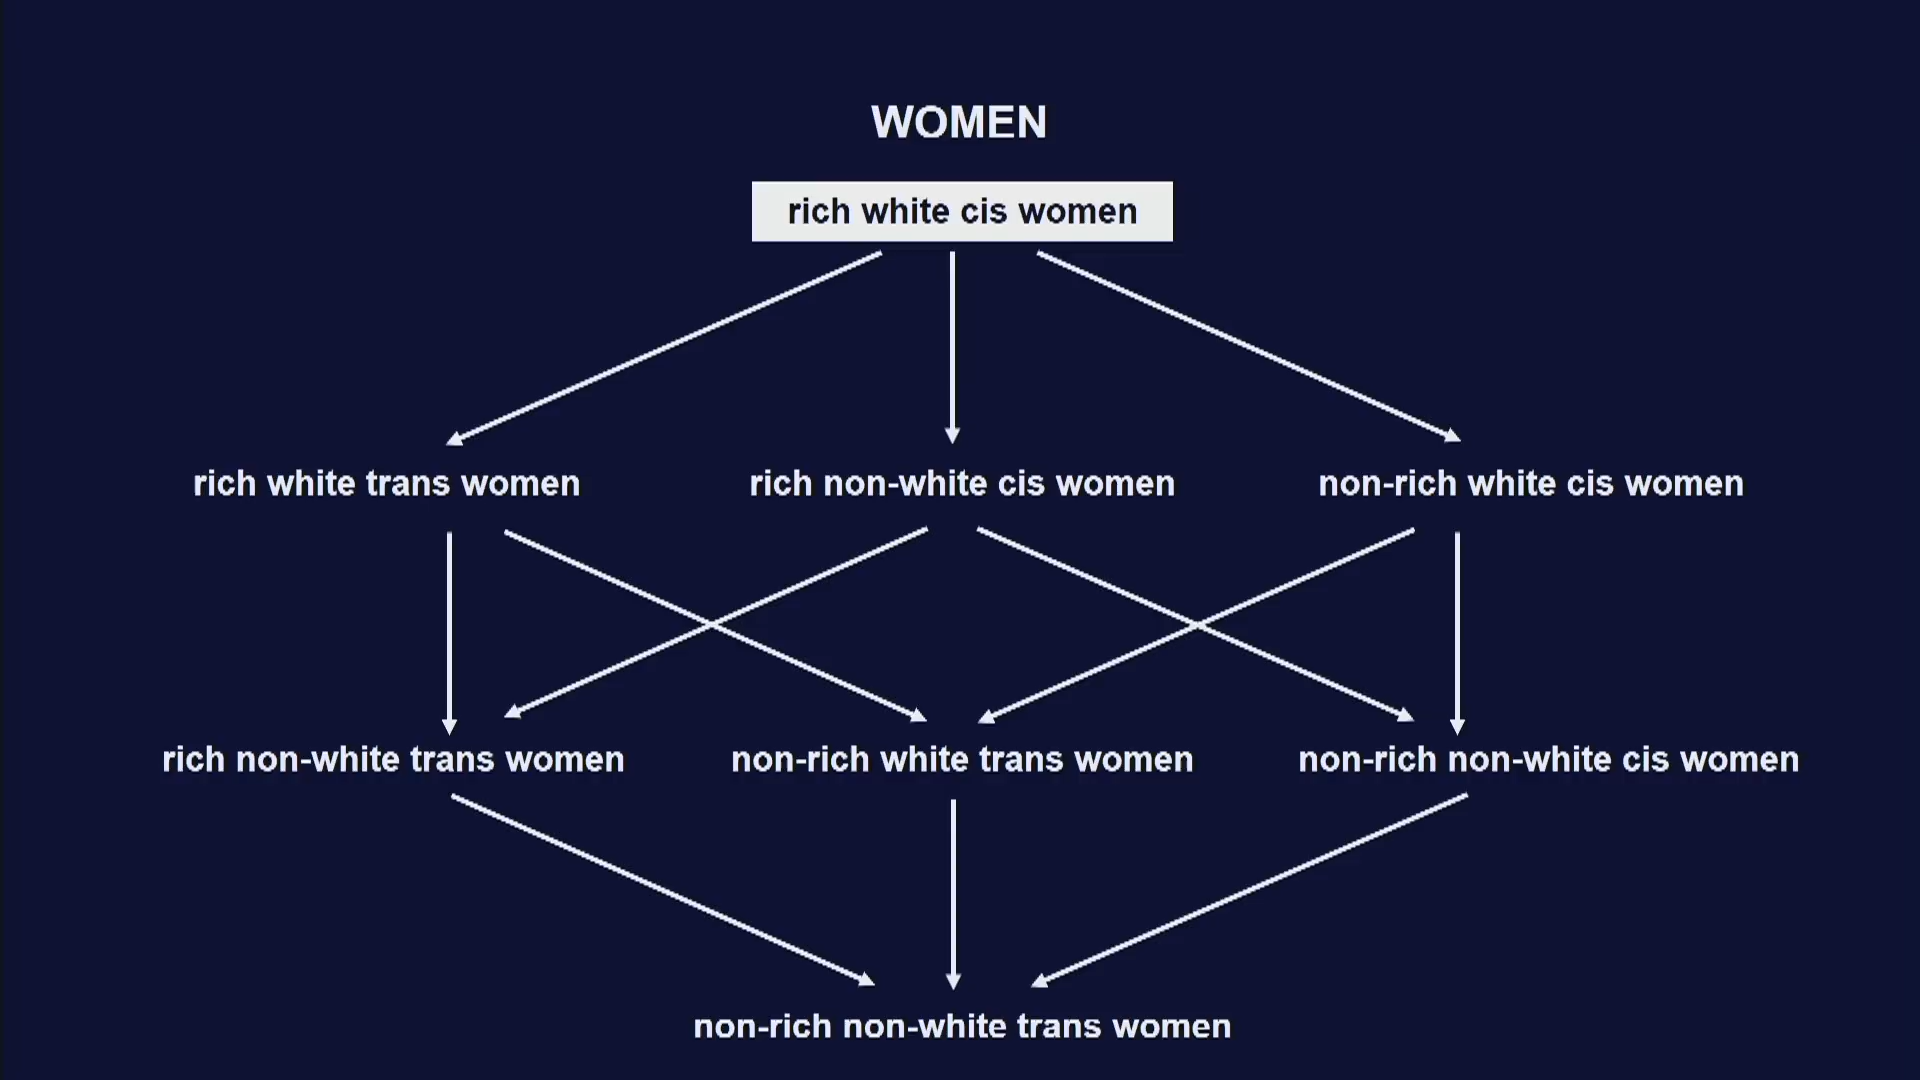 WOMEN
rich white cis women
rich white trans women
rich non-white cis women
non-rich white cis women
rich non-white trans women
non-rich white trans women
non-rich non-white cis women
non-rich non-white trans women